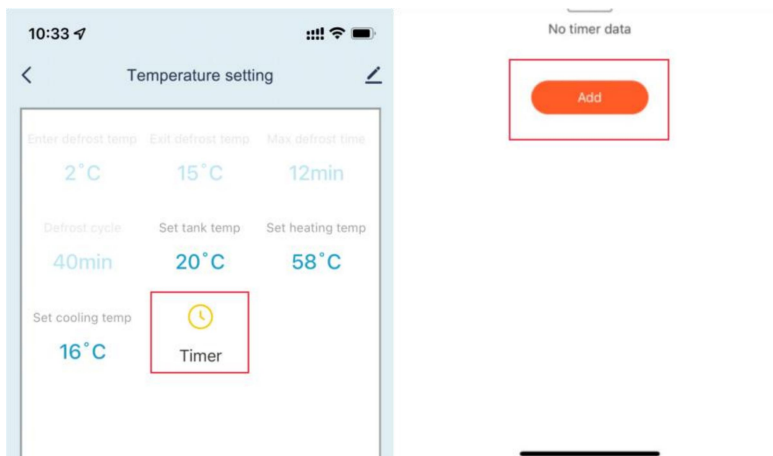 10:33
Temperature setting
Enter defrost temp Exit defrost temp Max defrost time
2°C 15°C 12min
Defrost cycle Set tank temp Set heating temp
40min 20°C 58°C
Set cooling temp
16°C Timer
No timer data
Add